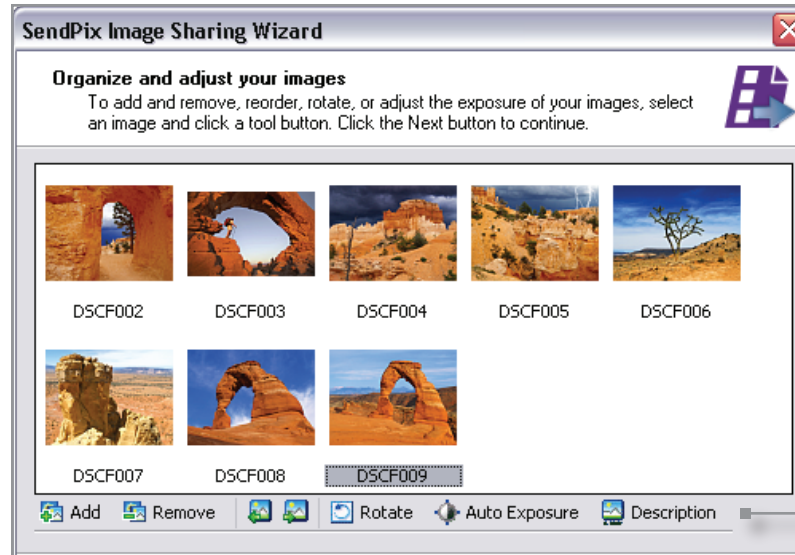 SendPix Image Sharing Wizard
Organize and adjust your images
To add and remove, reorder, rotate, or adjust the exposure of your images, select
an image and click a tool button. Click the Next button to continue.
DSCF002 DSCF003 DSCF004 DSCF005 DSCF006
DSCF007 DSCF008 DSCF009
Add Remove Rotate Auto Exposure Description